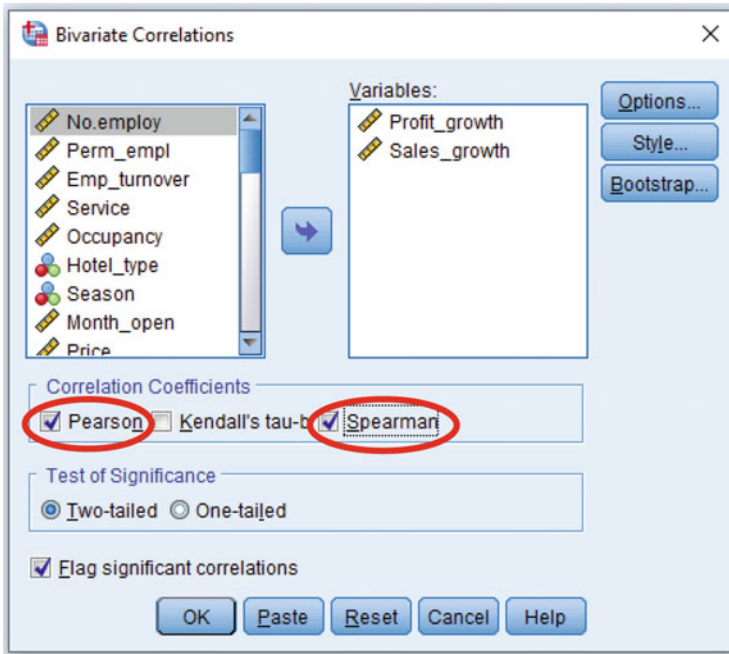 Bivariate Correlations
Variables:
No.employ
Perm_empl
Emp_turnover
Service
Occupancy
Hotel_type
Season
Month_open
Price
Profit_growth
Sales_growth
Options...
Style...
Bootstrap...
Correlation Coefficients
Pearson Kendall's tau-b Spearman
Test of Significance
Two-tailed One-tailed
Flag significant correlations
OK Paste Reset Cancel Help